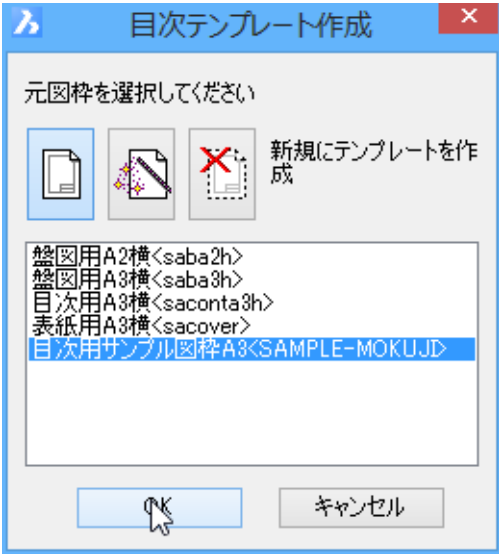 目次テンプレート作成
元図枠を選択してください
新規にテンプレートを作
成
盤図用A2横<saba2h>
盤図用A3横<saba3h>
目次用A3横<saconta3h>
表紙用A3横<sacover>
目次用サンプル図枠A3<SAMPLE-MOKUJI>
OK
キャンセル